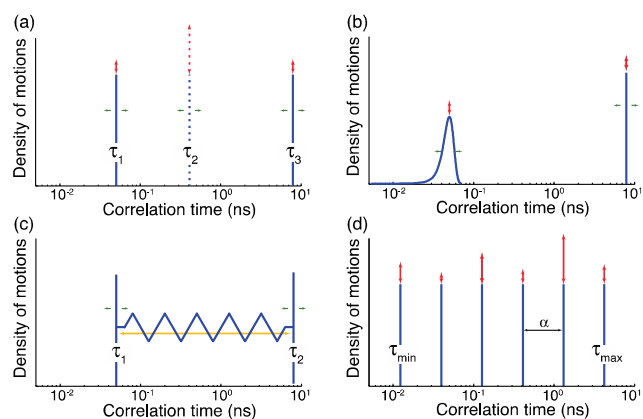 (a)
Density of motions
τ1
τ2
τ3
10-2
10-1
100
101
Correlation time (ns)
(b)
Density of motions
10-2
10-1
100
101
Correlation time (ns)
(c)
Density of motions
τ1
τ2
10-2
10-1
100
101
Correlation time (ns)
(d)
Density of motions
τmin
α
τmax
10-2
10-1
100
101
Correlation time (ns)